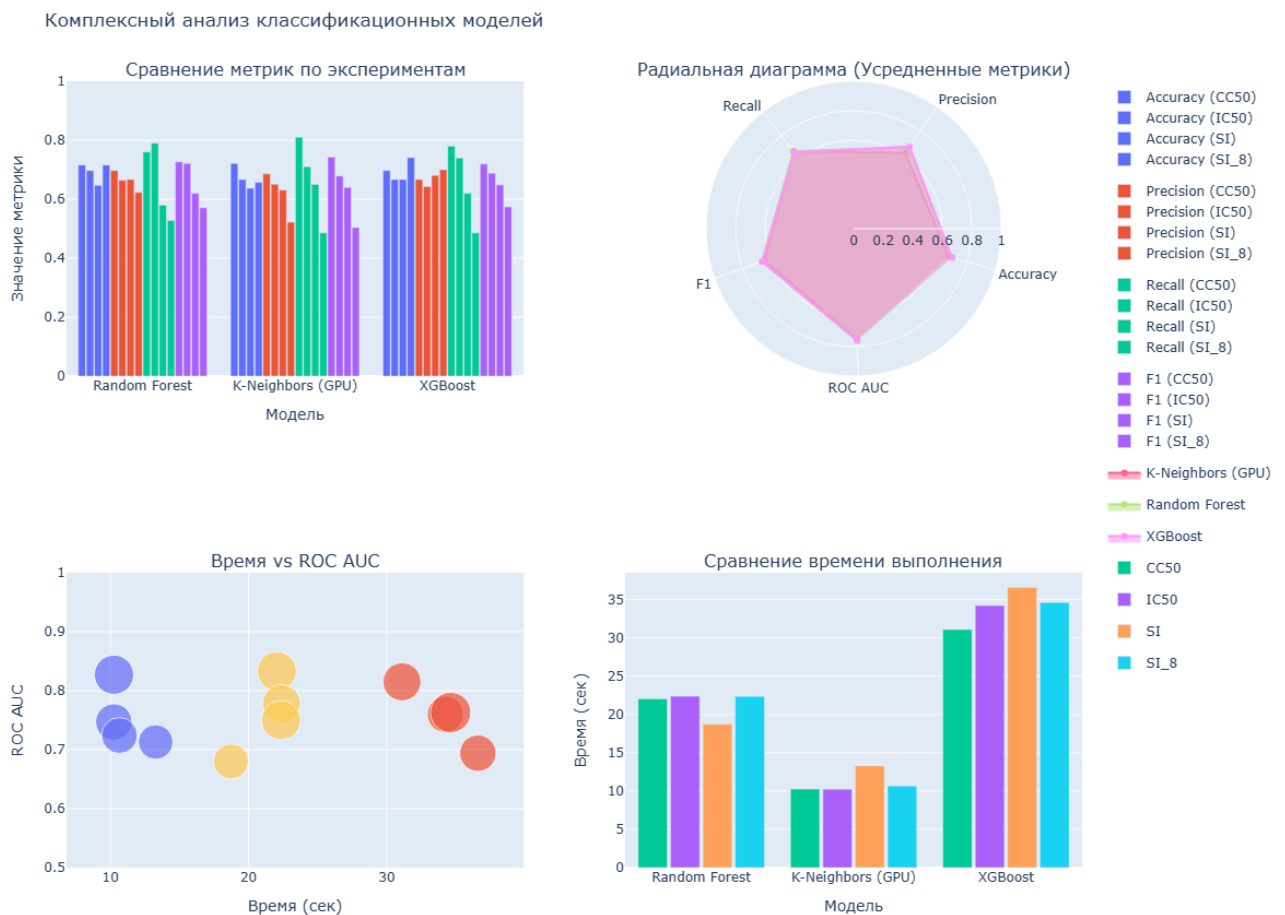 Комплексный анализ классификационных моделей
Сравнение метрик по экспериментам
1
0.8
0.6
0.4
0.2
0
Значение метрики
Random Forest
K-Neighbors (GPU)
XGBoost
Модель
Радиальная диаграмма (Усредненные метрики)
Recall
Precision
0
0.2
0.4
0.6
0.8
1
Accuracy
F1
ROC AUC
Accuracy (CC50)
Accuracy (IC50)
Accuracy (SI)
Accuracy (SI_8)
Precision (CC50)
Precision (IC50)
Precision (SI)
Precision (SI_8)
Recall (CC50)
Recall (IC50)
Recall (SI)
Recall (SI_8)
F1 (CC50)
F1 (IC50)
F1 (SI)
F1 (SI_8)
K-Neighbors (GPU)
Random Forest
XGBoost
CC50
IC50
SI
SI_8
Время vs ROC AUC
1
0.9
0.8
0.7
0.6
0.5
ROC AUC
10
20
30
Время (сек)
Сравнение времени выполнения
35
30
25
20
15
10
5
0
Время (сек)
Random Forest
K-Neighbors (GPU)
XGBoost
Модель